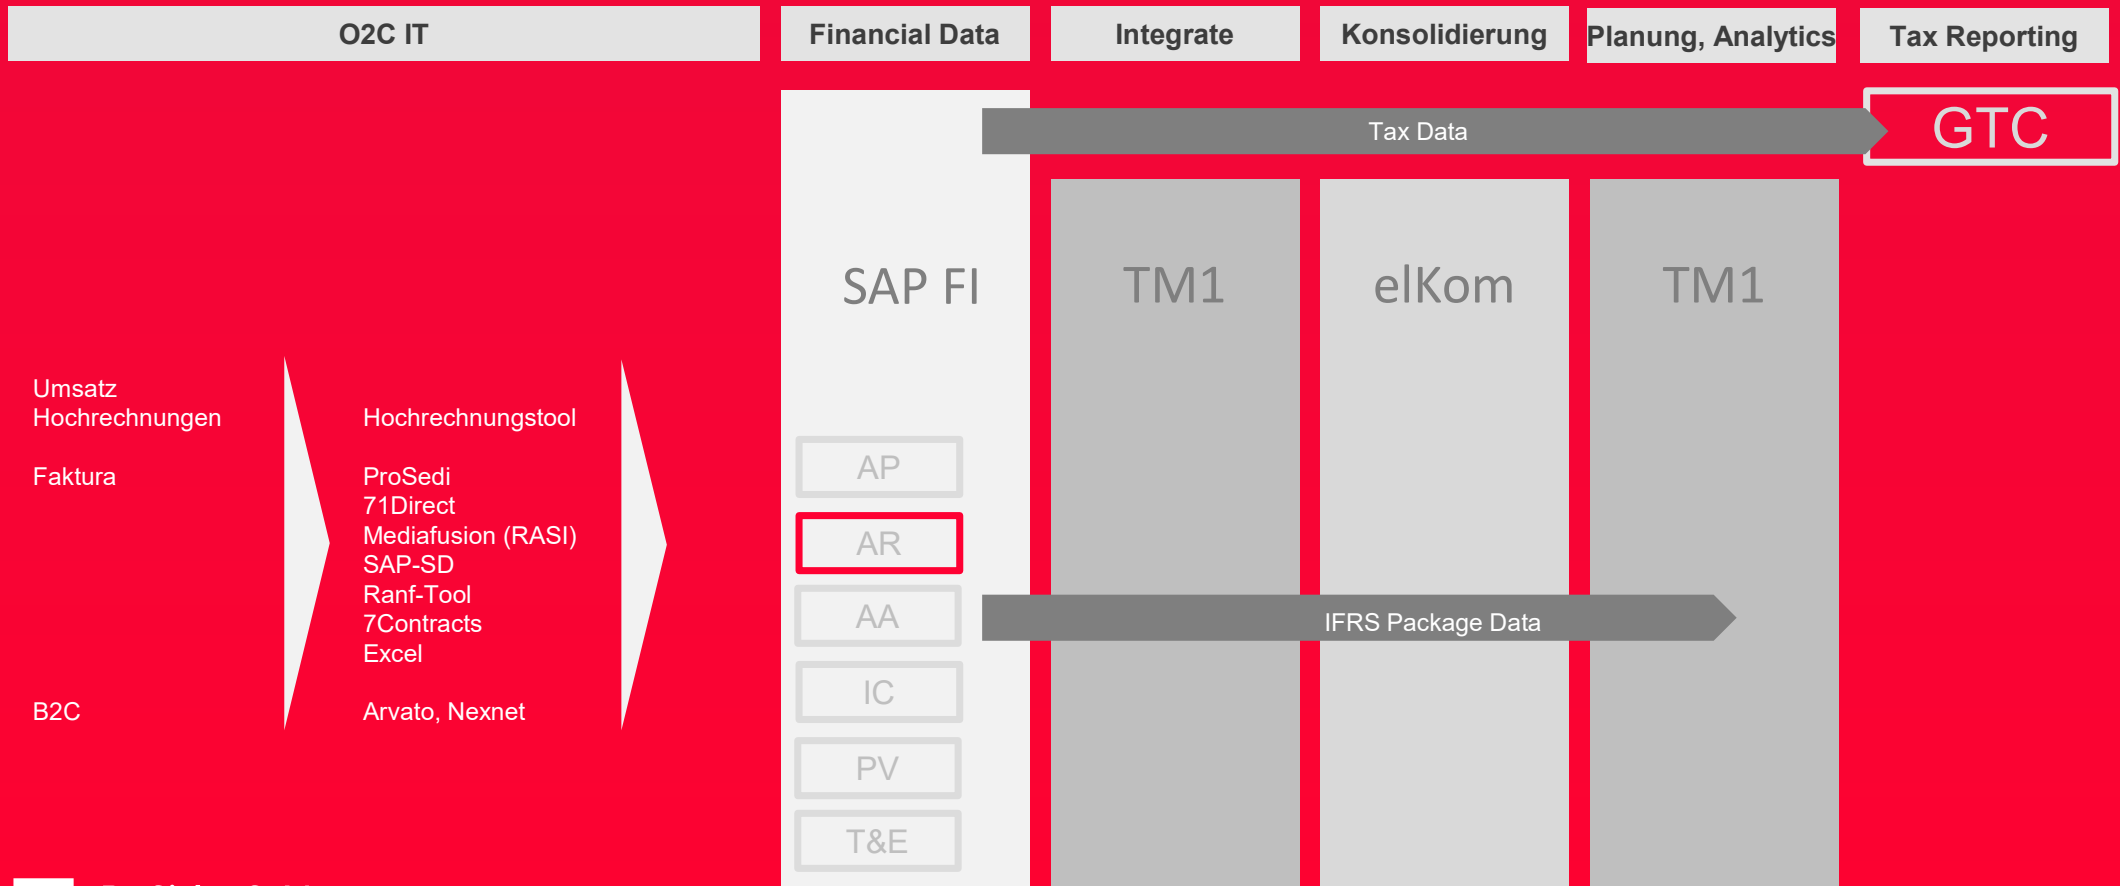 O2C IT
Financial Data
Integrate
Konsolidierung
Planung, Analytics
Tax Reporting
Tax Data
GTC
SAP FI
TM1
elKom
TM1
Umsatz
Hochrechnungen
Faktura
B2C
Hochrechnungstool
ProSedi
71Direct
Mediafusion (RASI)
SAP-SD
Ranf-Tool
7Contracts
Excel
Arvato, Nexnet
AP
AR
AA
IC
PV
T&E
IFRS Package Data